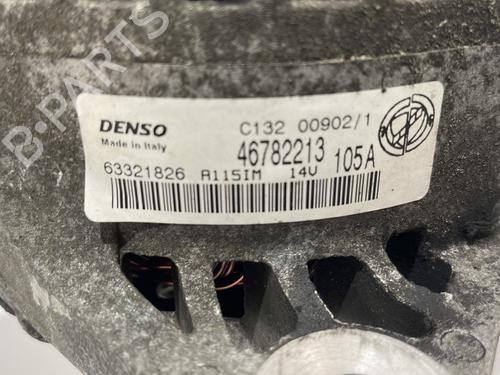 DENSO
Made in Italy
C132 00902/1
46782213
105A
63321826 A115IM 14V
B-PARTS